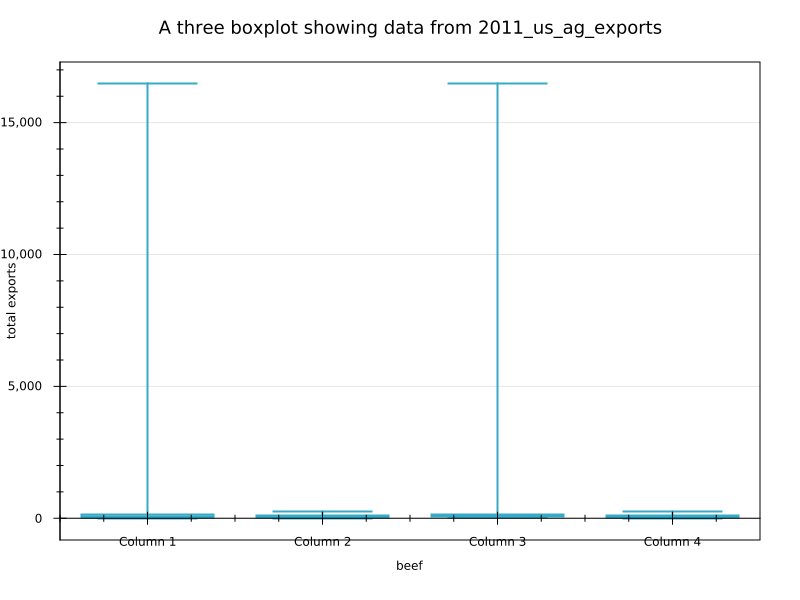 A three boxplot showing data from 2011_us_ag_exports
15,000
10,000
total exports
5,000
0
Column 1
Column 2
Column 3
Column 4
beef